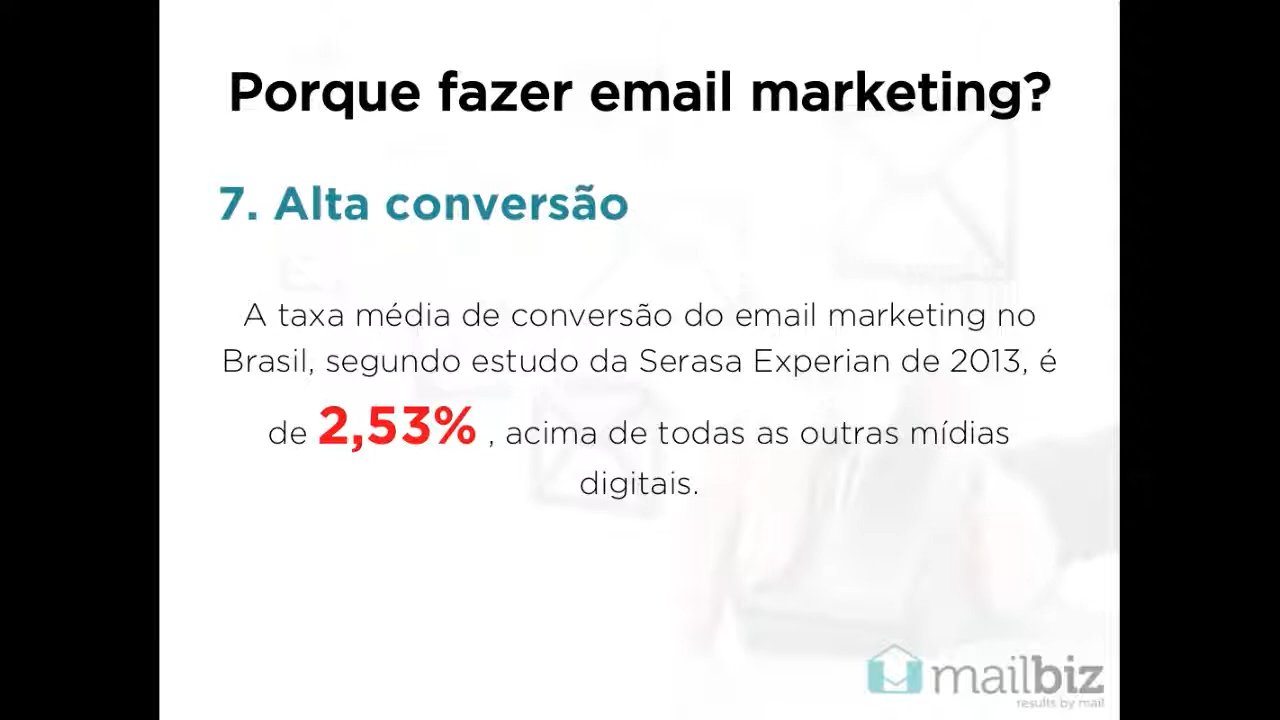 Porque fazer email marketing?
7. Alta conversão
A taxa média de conversão do email marketing no
Brasil, segundo estudo da Serasa Experian de 2013, é
de 2,53% , acima de todas as outras mídias
digitais.
mailbiz
results by mail